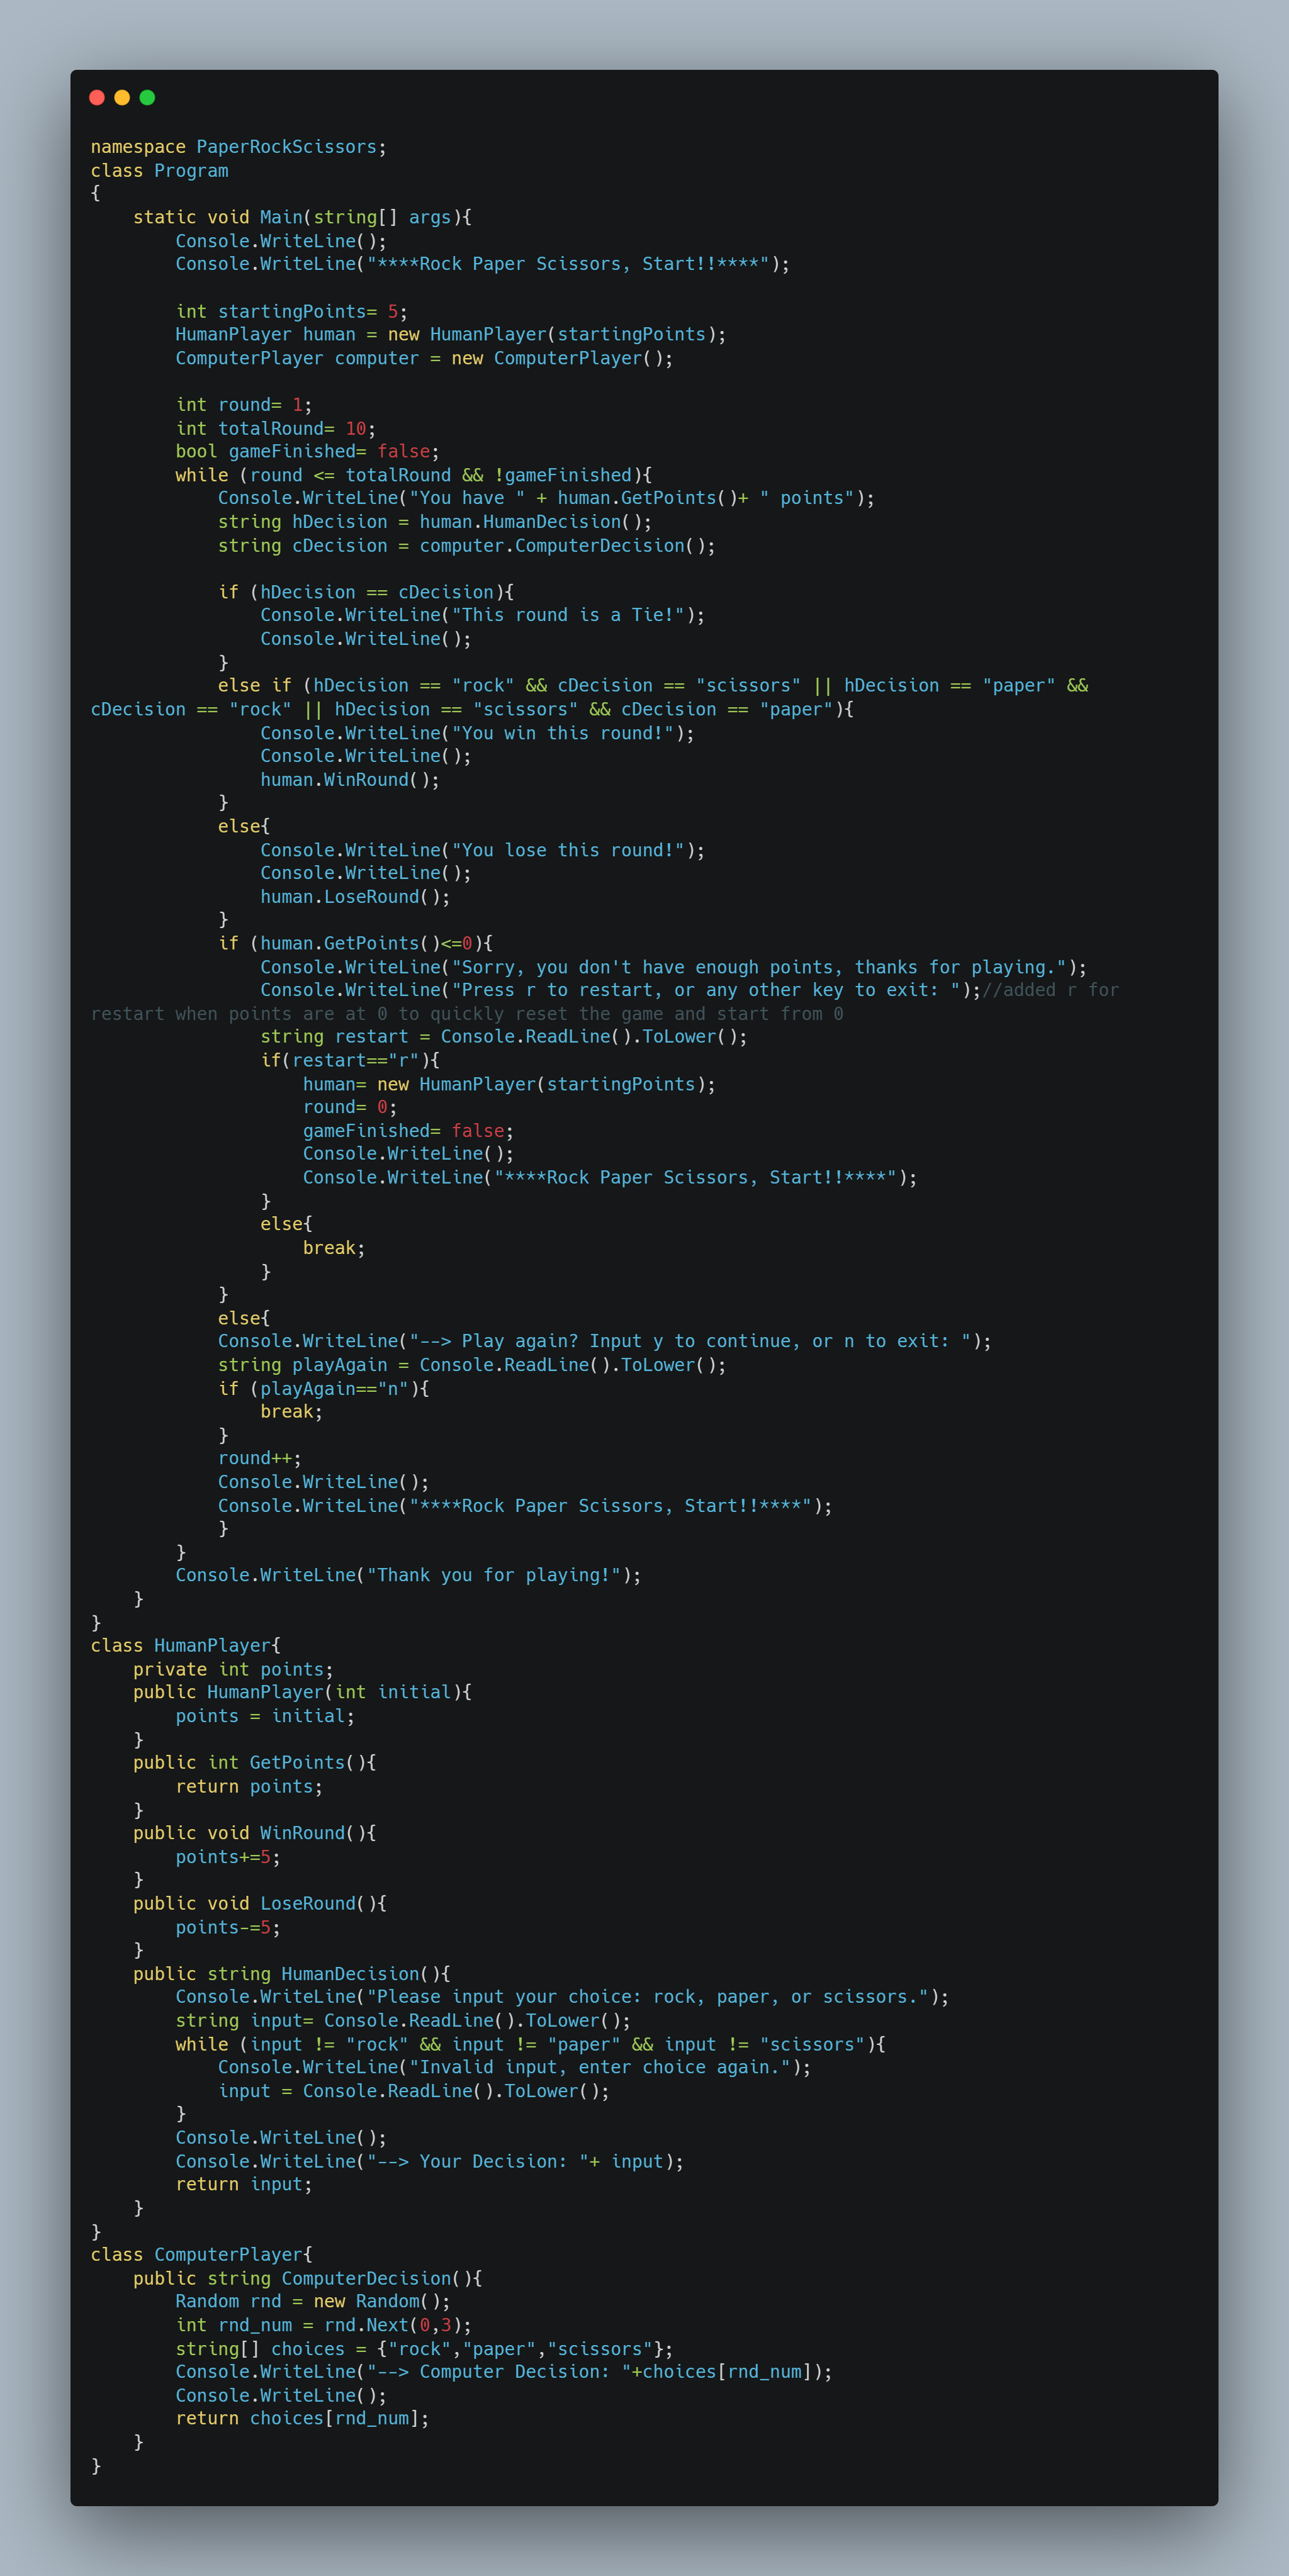 namespace PaperRockScissors;
class Program
{
    static void Main(string[] args){
        Console.WriteLine();
        Console.WriteLine("****Rock Paper Scissors, Start!!****");

        int startingPoints= 5;
        HumanPlayer human = new HumanPlayer(startingPoints);
        ComputerPlayer computer = new ComputerPlayer();

        int round= 1;
        int totalRound= 10;
        bool gameFinished= false;
        while (round <= totalRound && !gameFinished){
            Console.WriteLine("You have " + human.GetPoints()+ " points");
            string hDecision = human.HumanDecision();
            string cDecision = computer.ComputerDecision();

            if (hDecision == cDecision){
                Console.WriteLine("This round is a Tie!");
                Console.WriteLine();
            }
            else if (hDecision == "rock" && cDecision == "scissors" || hDecision == "paper" &&
cDecision == "rock" || hDecision == "scissors" && cDecision == "paper"){
                Console.WriteLine("You win this round!");
                Console.WriteLine();
                human.WinRound();
            }
            else{
                Console.WriteLine("You lose this round!");
                Console.WriteLine();
                human.LoseRound();
            }
            if (human.GetPoints()<=0){
                Console.WriteLine("Sorry, you don't have enough points, thanks for playing.");
                Console.WriteLine("Press r to restart, or any other key to exit: ");//added r for
restart when points are at 0 to quickly reset the game and start from 0
                string restart = Console.ReadLine().ToLower();
                if(restart=="r"){
                    human= new HumanPlayer(startingPoints);
                    round= 0;
                    gameFinished= false;
                    Console.WriteLine();
                    Console.WriteLine("****Rock Paper Scissors, Start!!****");
                }
                else{
                    break;
                }
            }
            else{
            Console.WriteLine("--> Play again? Input y to continue, or n to exit: ");
            string playAgain = Console.ReadLine().ToLower();
            if (playAgain=="n"){
                break;
            }
            round++;
            Console.WriteLine();
            Console.WriteLine("****Rock Paper Scissors, Start!!****");
            }
        }
        Console.WriteLine("Thank you for playing!");
    }
}
class HumanPlayer{
    private int points;
    public HumanPlayer(int initial){
        points = initial;
    }
    public int GetPoints(){
        return points;
    }
    public void WinRound(){
        points+=5;
    }
    public void LoseRound(){
        points-=5;
    }
    public string HumanDecision(){
        Console.WriteLine("Please input your choice: rock, paper, or scissors.");
        string input= Console.ReadLine().ToLower();
        while (input != "rock" && input != "paper" && input != "scissors"){
            Console.WriteLine("Invalid input, enter choice again.");
            input = Console.ReadLine().ToLower();
        }
        Console.WriteLine();
        Console.WriteLine("--> Your Decision: "+ input);
        return input;
    }
}
class ComputerPlayer{
    public string ComputerDecision(){
        Random rnd = new Random();
        int rnd_num = rnd.Next(0,3);
        string[] choices = {"rock","paper","scissors"};
        Console.WriteLine("--> Computer Decision: "+choices[rnd_num]);
        Console.WriteLine();
        return choices[rnd_num];
    }
}